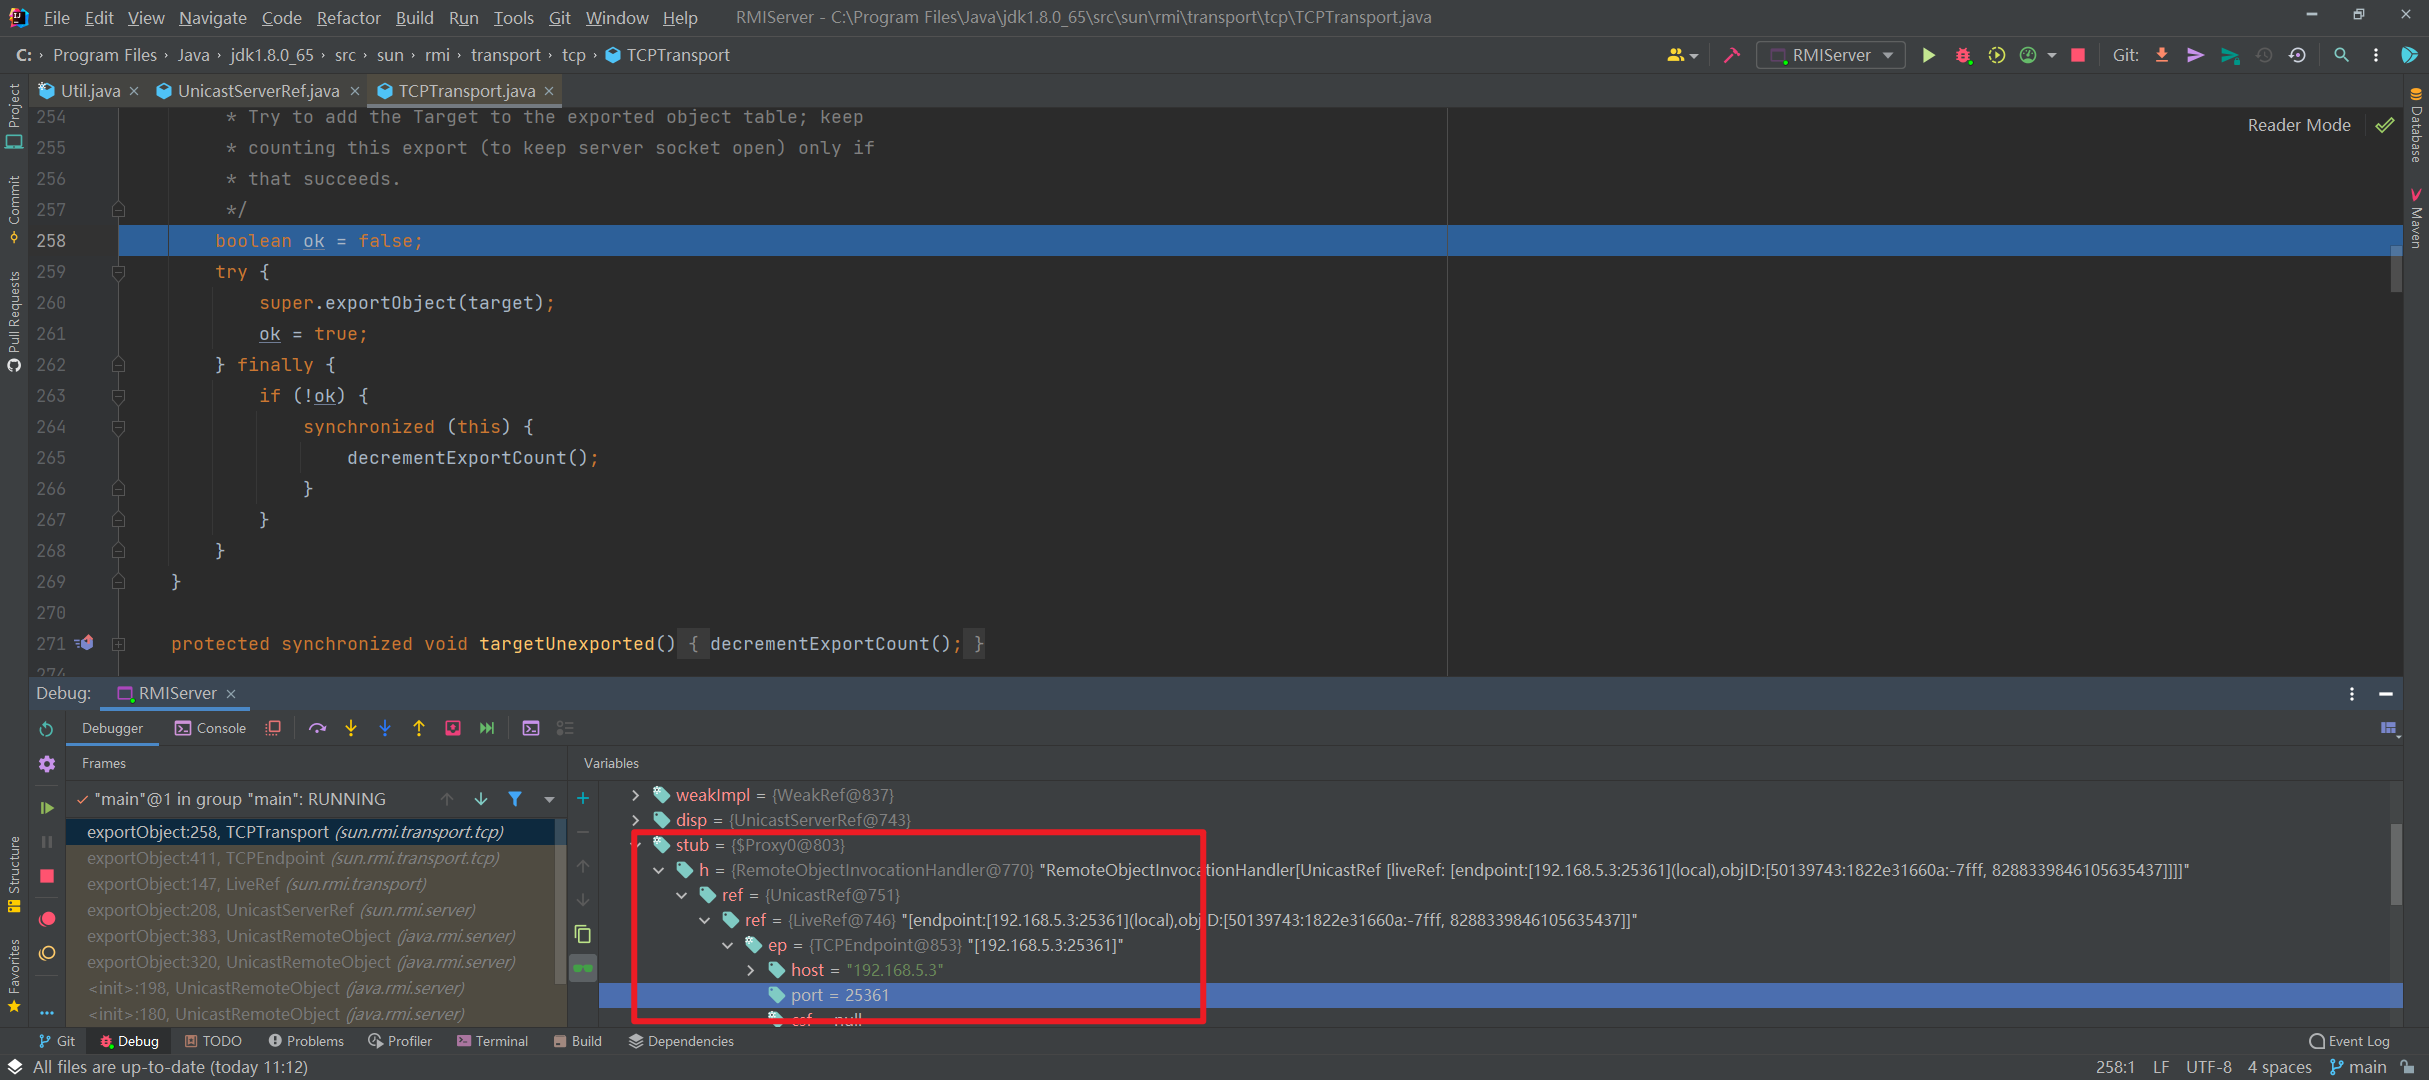 File Edit View Navigate Code Refactor Build Run Tools Git Window Help RMIServer - C:\Program Files\Java\jdk1.8.0_65\src\sun\rmi\transport\tcp\TCPTransport.java
C: › Program Files › Java › jdk1.8.0_65 › src › sun › rmi › transport › tcp › TCPTransport
RMIServer
Git:
Util.java UnicastServerRef.java TCPTransport.java
Reader Mode
Project
Commit
Pull Requests
Structure
Favorites
Database
Maven
254 * Try to add the Target to the exported object table; keep
255 * counting this export (to keep server socket open) only if
256 * that succeeds.
257 */
258 boolean ok = false;
259 try {
260 super.exportObject(target);
261 ok = true;
262 } finally {
263 if (!ok) {
264 synchronized (this) {
265 decrementExportCount();
266 }
267 }
268 }
269 }
270
271 protected synchronized void targetUnexported() { decrementExportCount(); }
274
Debug: RMIServer
Debugger Console
Frames
Variables
"main"@1 in group "main": RUNNING
exportObject:258, TCPTransport (sun.rmi.transport.tcp)
exportObject:411, TCPEndpoint (sun.rmi.transport.tcp)
exportObject:147, LiveRef (sun.rmi.transport)
exportObject:208, UnicastServerRef (sun.rmi.server)
exportObject:383, UnicastRemoteObject (java.rmi.server)
exportObject:320, UnicastRemoteObject (java.rmi.server)
<init>:198, UnicastRemoteObject (java.rmi.server)
<init>:180, UnicastRemoteObject (java.rmi.server)
weakImpl = {WeakRef@837}
disp = {UnicastServerRef@743}
stub = {$Proxy0@803}
h = {RemoteObjectInvocationHandler@770} "RemoteObjectInvocationHandler[UnicastRef [liveRef: [endpoint:[192.168.5.3:25361](local),objID:[50139743:1822e31660a:-7fff, 8288339846105635437]]]]"
ref = {UnicastRef@751}
ref = {LiveRef@746} "[endpoint:[192.168.5.3:25361](local),objID:[50139743:1822e31660a:-7fff, 8288339846105635437]]"
ep = {TCPEndpoint@853} "[192.168.5.3:25361]"
host = "192.168.5.3"
port = 25361
csf = null
Git Debug TODO Problems Profiler Terminal Build Dependencies Event Log
All files are up-to-date (today 11:12) 258:1 LF UTF-8 4 spaces main